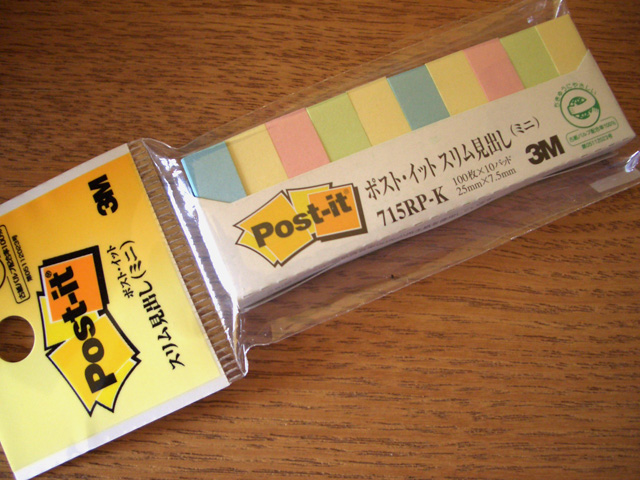 Post-it
ポスト・イット スリム見出し(ミニ)
715RP-K
100枚×10パッド
25mm×7.5mm
3M
3M
Post-it
ポスト・イット
スリム見出し(ミニ)